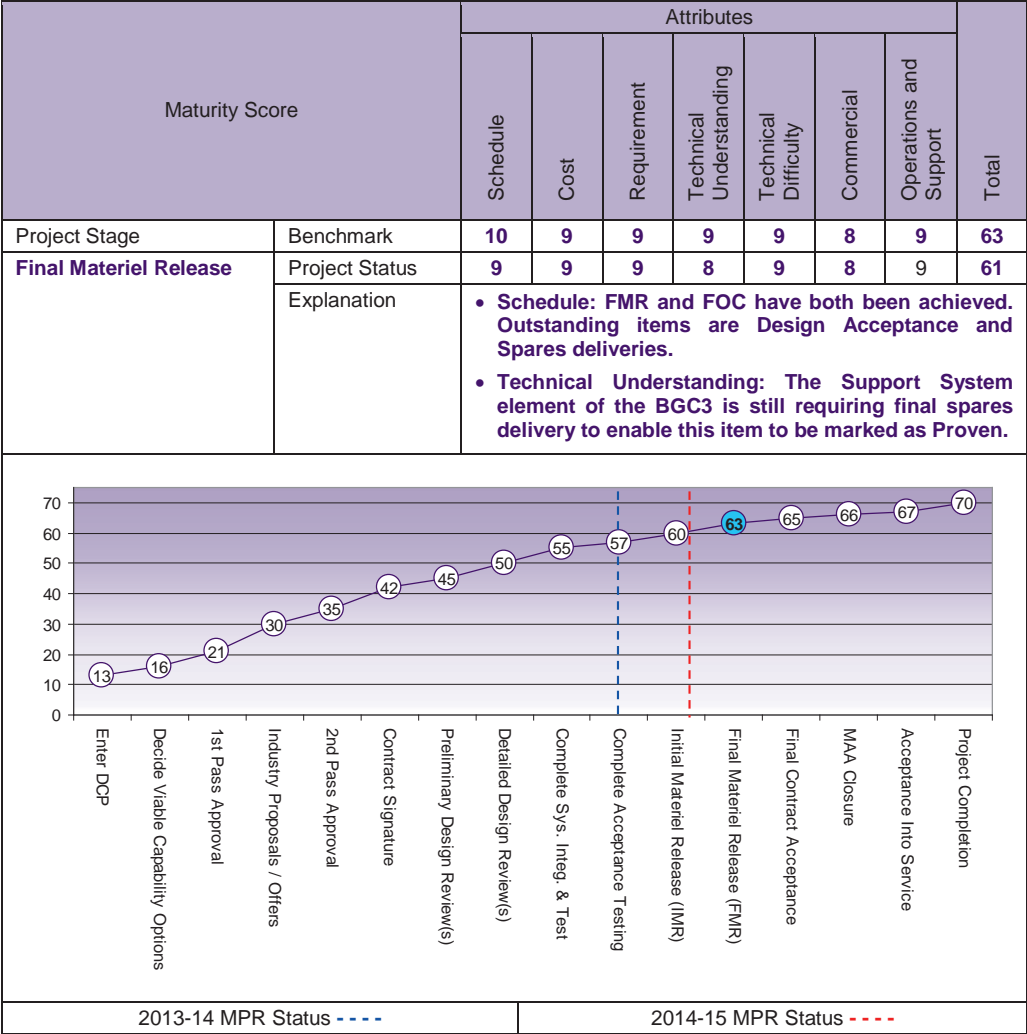 Maturity Score
Attributes
Schedule
Cost
Requirement
Technical
Understanding
Technical
Difficulty
Commercial
Operations and
Support
Total
Project Stage
Benchmark
10
9
9
9
9
8
9
63
Final Materiel Release
Project Status
9
9
9
8
9
8
9
61
Explanation
• Schedule: FMR and FOC have both been achieved.
Outstanding items are Design Acceptance and
Spares deliveries.
• Technical Understanding: The Support System
element of the BGC3 is still requiring final spares
delivery to enable this item to be marked as Proven.
70
60
50
40
30
20
10
0
13
16
21
30
35
42
45
50
55
57
60
63
65
66
67
70
Enter DCP
Decide Viable Capability Options
1st Pass Approval
Industry Proposals / Offers
2nd Pass Approval
Contract Signature
Preliminary Design Review(s)
Detailed Design Review(s)
Complete Sys. Integ. & Test
Complete Acceptance Testing
Initial Materiel Release (IMR)
Final Materiel Release (FMR)
Final Contract Acceptance
MAA Closure
Acceptance Into Service
Project Completion
2013-14 MPR Status - - - -
2014-15 MPR Status - - - -